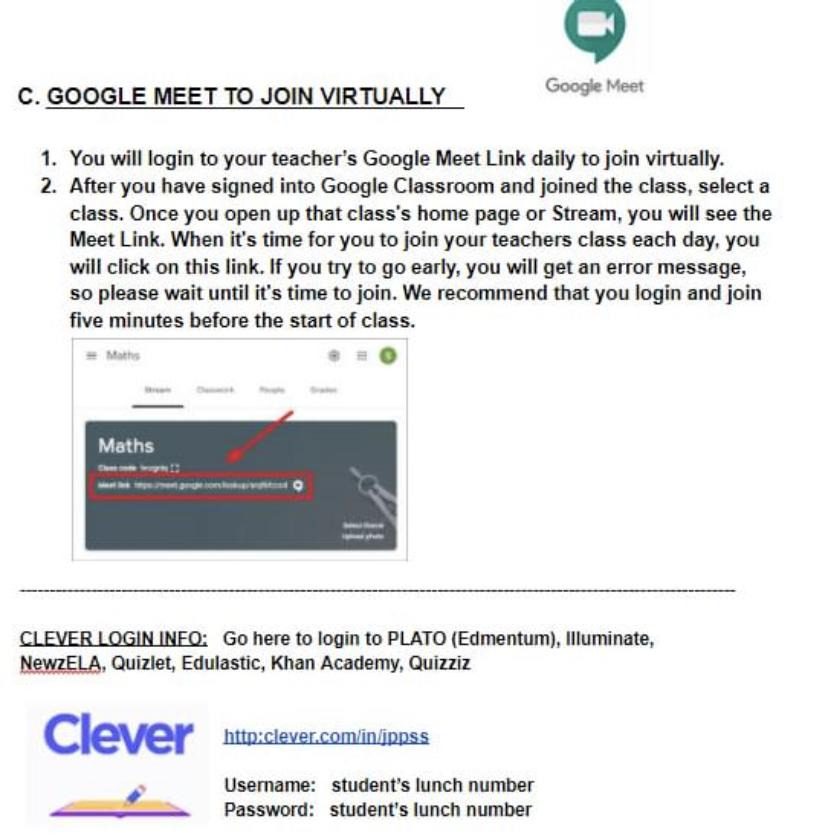 Google Meet
C. GOOGLE MEET TO JOIN VIRTUALLY
1. You will login to your teacher's Google Meet Link daily to join virtually.
2. After you have signed into Google Classroom and joined the class, select a
class. Once you open up that class's home page or Stream, you will see the
Meet Link. When it's time for you to join your teachers class each day, you
will click on this link. If you try to go early, you will get an error message,
so please wait until it's time to join. We recommend that you login and join
five minutes before the start of class.
Maths
Stream Classwork People Grades
Maths
Class code
Meet link
Select theme
Upload photo
CLEVER LOGIN INFO: Go here to login to PLATO (Edmentum), Illuminate,
NewzELA, Quizlet, Edulastic, Khan Academy, Quizziz
Clever
http:clever.com/in/jppss
Username: student's lunch number
Password: student's lunch number